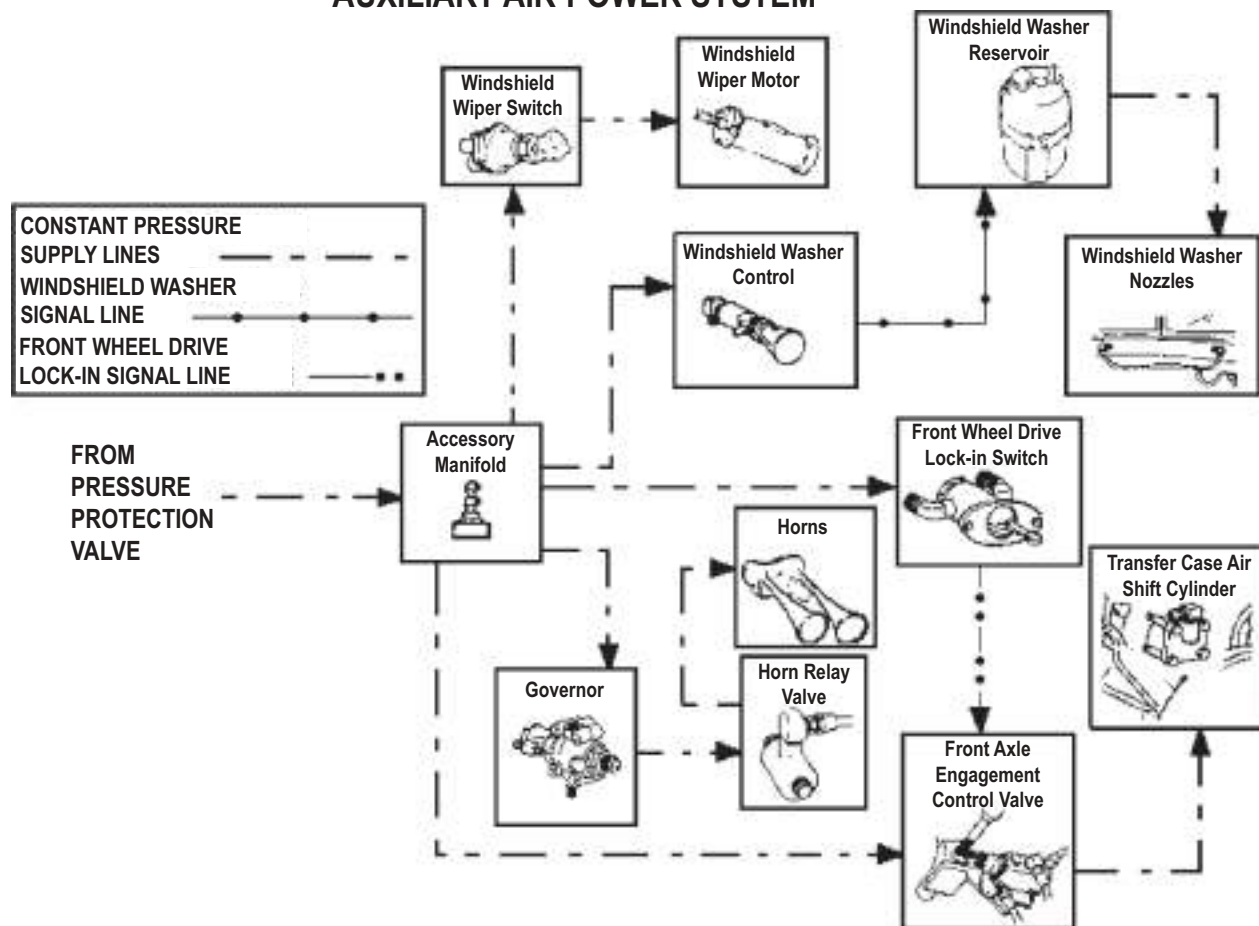 AUXILIARY AIR POWER SYSTEM
Windshield
Wiper Switch
Windshield
Wiper Motor
Windshield Washer
Reservoir
CONSTANT PRESSURE
SUPPLY LINES
WINDSHIELD WASHER
SIGNAL LINE
FRONT WHEEL DRIVE
LOCK-IN SIGNAL LINE
Windshield Washer
Control
Windshield Washer
Nozzles
FROM
PRESSURE
PROTECTION
VALVE
Accessory
Manifold
Front Wheel Drive
Lock-in Switch
Horns
Transfer Case Air
Shift Cylinder
Governor
Horn Relay
Valve
Front Axle
Engagement
Control Valve